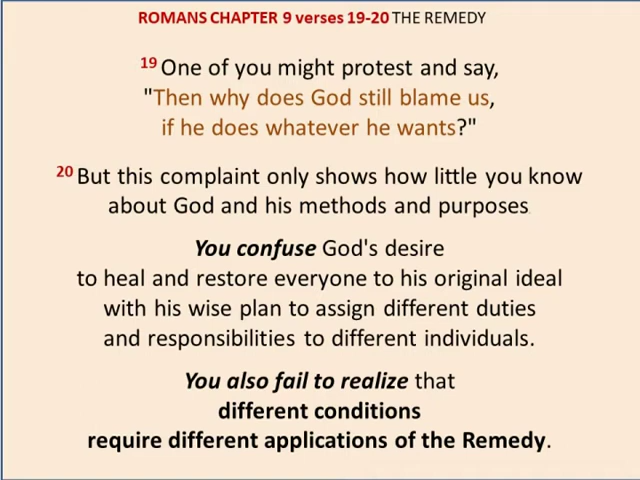 ROMANS CHAPTER 9 verses 19-20 THE REMEDY
19 One of you might protest and say,
"Then why does God still blame us,
if he does whatever he wants?"
20 But this complaint only shows how little you know
about God and his methods and purposes.
You confuse God's desire
to heal and restore everyone to his original ideal
with his wise plan to assign different duties
and responsibilities to different individuals.
You also fail to realize that
different conditions
require different applications of the Remedy.